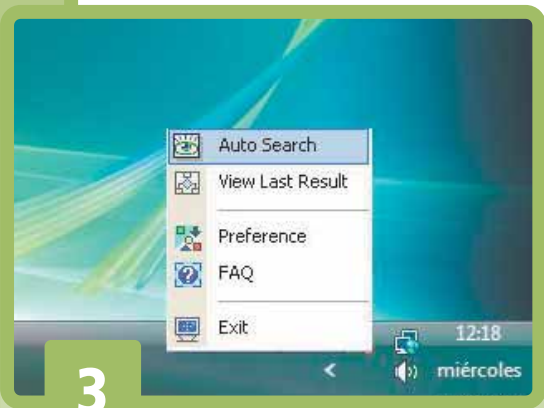 Auto Search
View Last Result
Preference
FAQ
Exit
12:18
miércoles
3